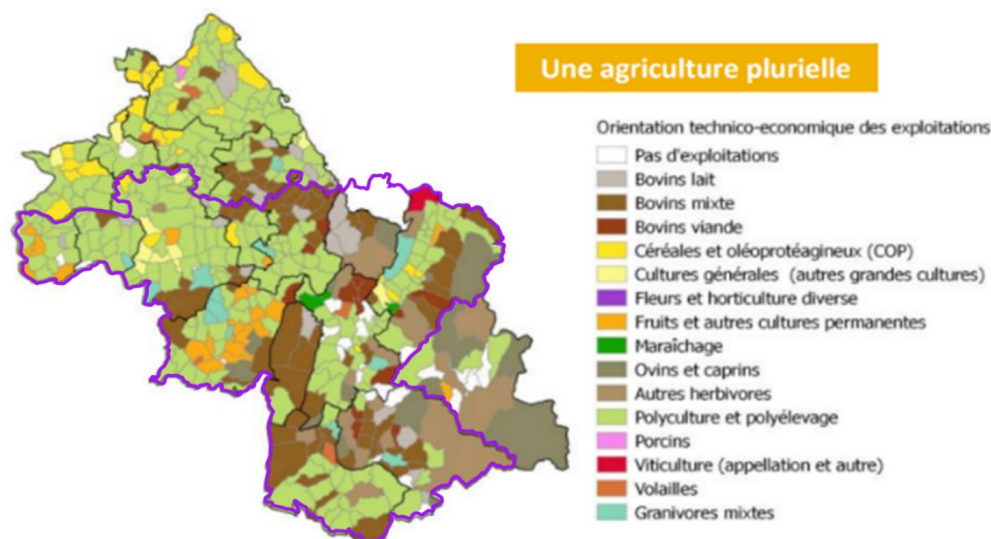 Une agriculture plurielle
Orientation technico-economique des exploitations
Pas d'exploitations
Bovins lait
Bovins mixte
Bovins viande
Céréales et oléoprotéagineux (COP)
Cultures générales (autres grandes cultures)
Fleurs et horticulture diverse
Fruits et autres cultures permanentes
Maraîchage
Ovins et caprins
Autres herbivores
Polyculture et polyélevage
Porcins
Viticulture (appellation et autre)
Volailles
Granivores mixtes